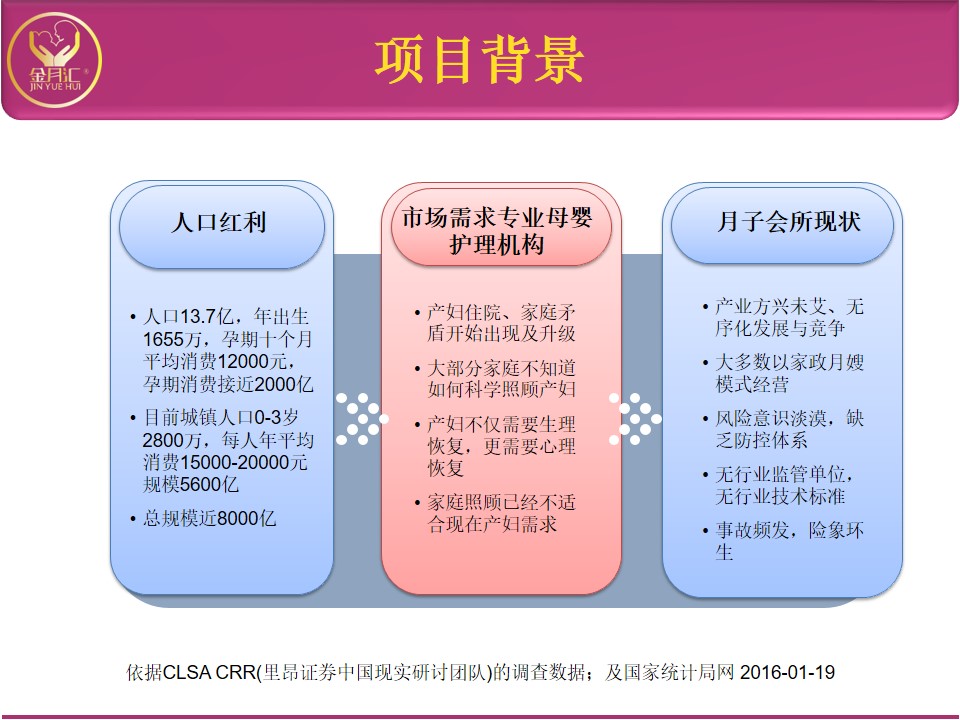 金月汇®
JIN YUE HUI
项目背景
人口红利
• 人口13.7亿，年出生
1655万，孕期十个月
平均消费12000元，
孕期消费接近2000亿
• 目前城镇人口0-3岁
2800万，每人年平均
消费15000-20000元
规模5600亿
• 总规模近8000亿
市场需求专业母婴
护理机构
• 产妇住院、家庭矛
盾开始出现及升级
• 大部分家庭不知道
如何科学照顾产妇
• 产妇不仅需要生理
恢复，更需要心理
恢复
• 家庭照顾已经不适
合现在产妇需求
月子会所现状
• 产业方兴未艾、无
序化发展与竞争
• 大多数以家政月嫂
模式经营
• 风险意识淡漠，缺
乏防控体系
• 无行业监管单位，
无行业技术标准
• 事故频发，险象环
生
依据CLSA CRR(里昂证券中国现实研讨团队)的调查数据；及国家统计局网 2016-01-19